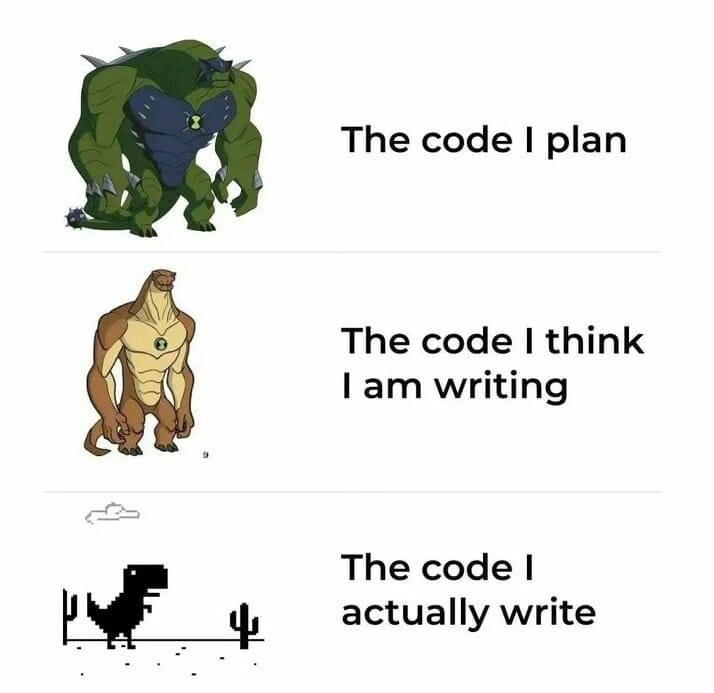 The code I plan
The code I think
I am writing
The code I
actually write